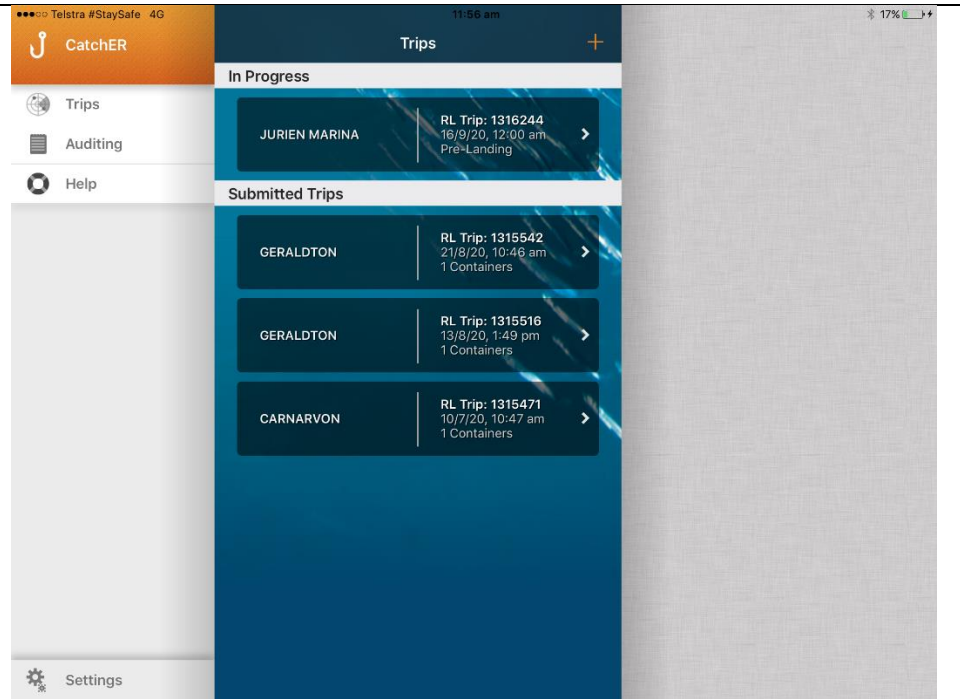 Telstra #StaySafe 4G
11:56 am
17%
CatchER
Trips
Auditing
Help
Settings
Trips
+
In Progress
JURIEN MARINA
RL Trip: 1316244
16/9/20, 12:00 am
Pre-Landing
Submitted Trips
GERALDTON
RL Trip: 1315542
21/8/20, 10:46 am
1 Containers
GERALDTON
RL Trip: 1315516
13/8/20, 1:49 pm
1 Containers
CARNARVON
RL Trip: 1315471
10/7/20, 10:47 am
1 Containers